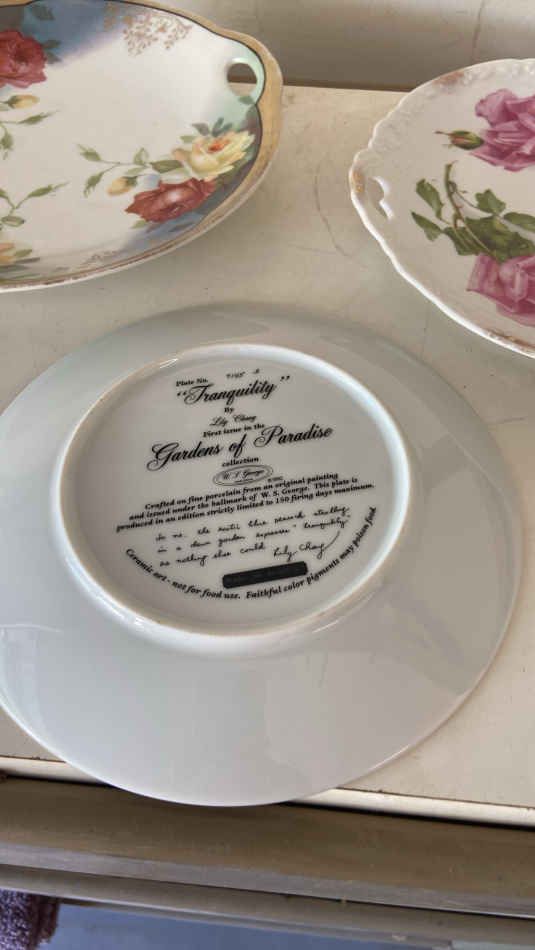 Plate No.
"Tranquility"
By
Lily Chang
First issue in the
Gardens of Paradise
collection
W. S. George
Crafted on fine porcelain from an original painting
and issued under the hallmark of W. S. George. This plate is
produced in an edition strictly limited to 150 firing days maximum.
To me, the exotic blue peacock strolling
in a dawn garden expresses "tranquility"
as nothing else could. Lily Chang
Ceramic art - not for food use. Faithful color pigments may poison food